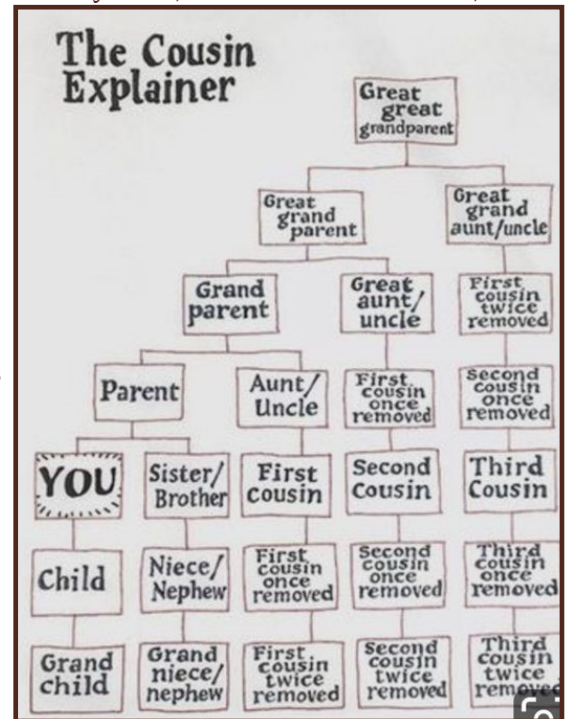 The Cousin
Explainer
Great
great
grandparent
Great
grand
parent
Great
grand
aunt/uncle
Grand
parent
Great
aunt/
uncle
First
cousin
twice
removed
Parent
Aunt/
Uncle
First
cousin
once
removed
Second
cousin
once
removed
YOU
Sister/
Brother
First
Cousin
Second
Cousin
Third
Cousin
Child
Niece/
Nephew
First
cousin
once
removed
Second
cousin
once
removed
Third
cousin
once
removed
Grand
child
Grand
niece/
nephew
First
cousin
twice
removed
Second
cousin
twice
removed
Third
cousin
twice
removed